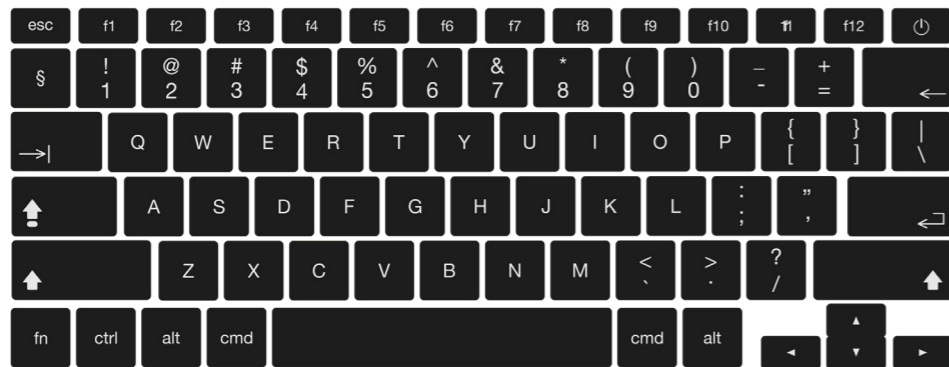 esc f1 f2 f3 f4 f5 f6 f7 f8 f9 f10 f12
! @ # $ % ^ & * ( ) _ +
§ 1 2 3 4 5 6 7 8 9 0 - =
{ } |
Q W E R T Y U I O P
[ ] \
: ”
A S D F G H J K L
; ,
< > ?
Z X C V B N M
` . /
fn ctrl alt cmd cmd alt